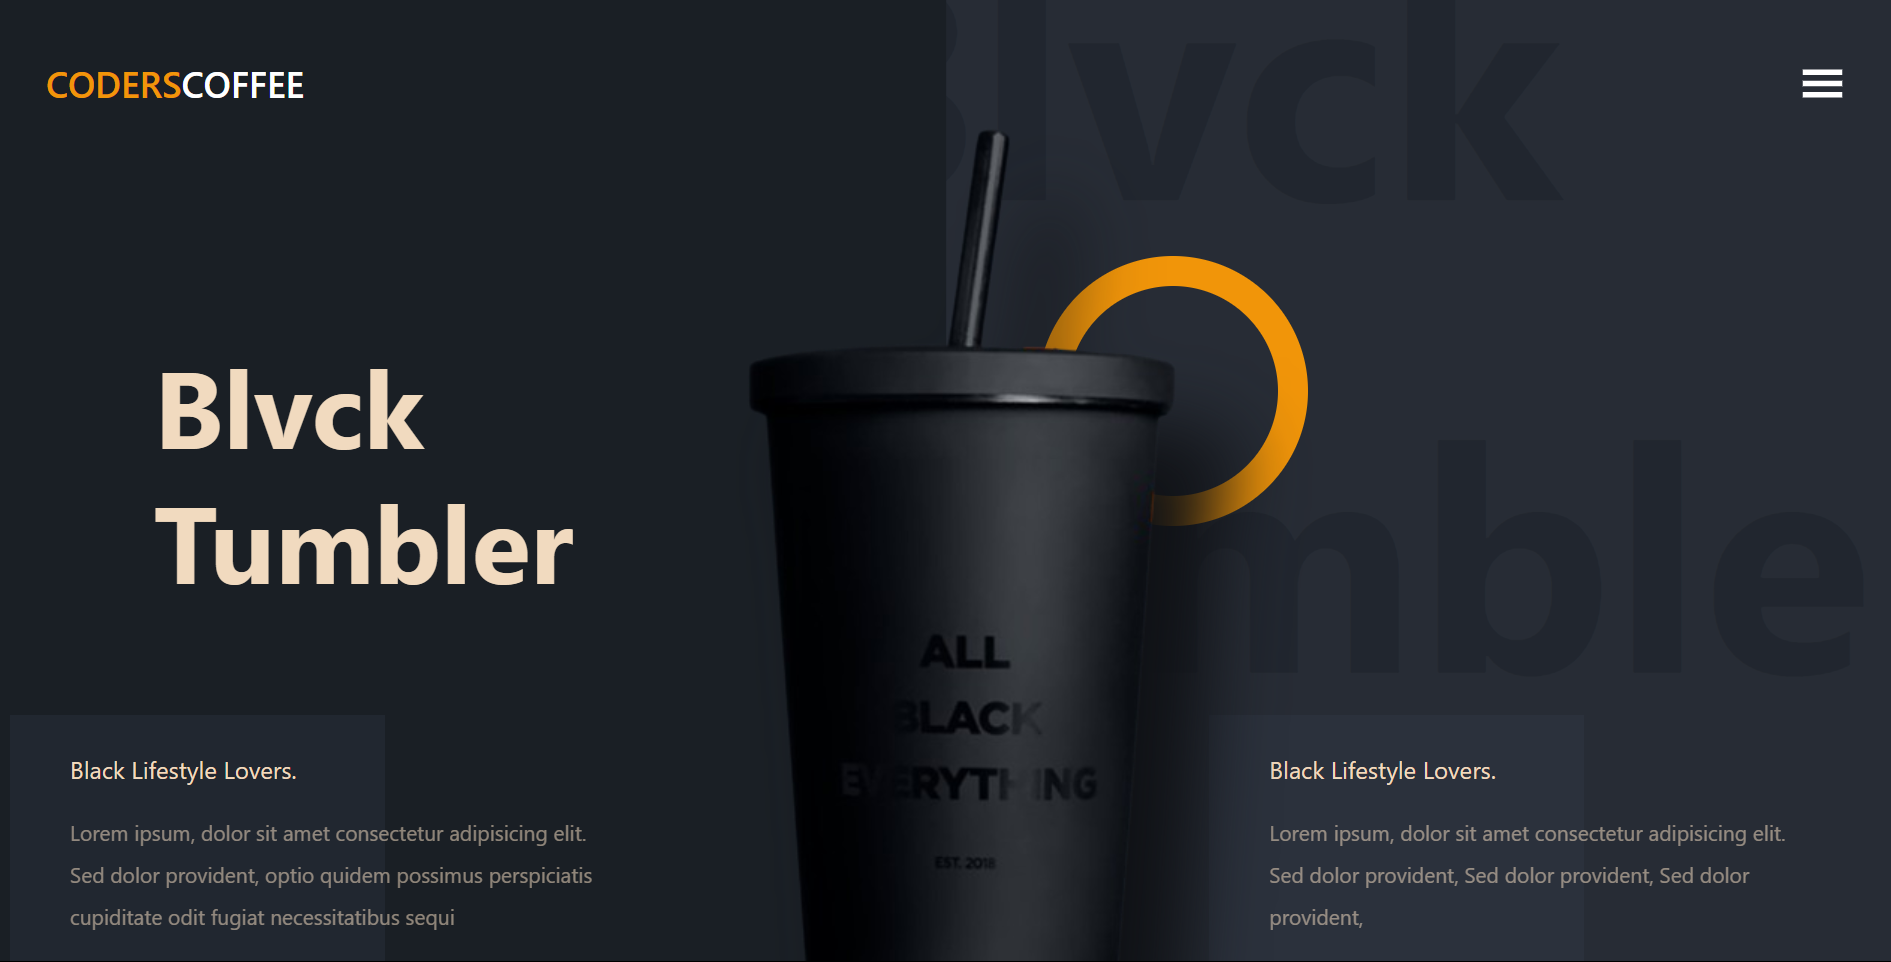 Blvck
CODERSCOFFEE
Blvck
Tumbler
mble
ALL
BLACK
EVERYTHING
EST. 2018
Black Lifestyle Lovers.
Lorem ipsum, dolor sit amet consectetur adipisicing elit.
Sed dolor provident, optio quidem possimus perspiciatis
cupiditate odit fugiat necessitatibus sequi
Black Lifestyle Lovers.
Lorem ipsum, dolor sit amet consectetur adipisicing elit.
Sed dolor provident, Sed dolor provident, Sed dolor
provident,